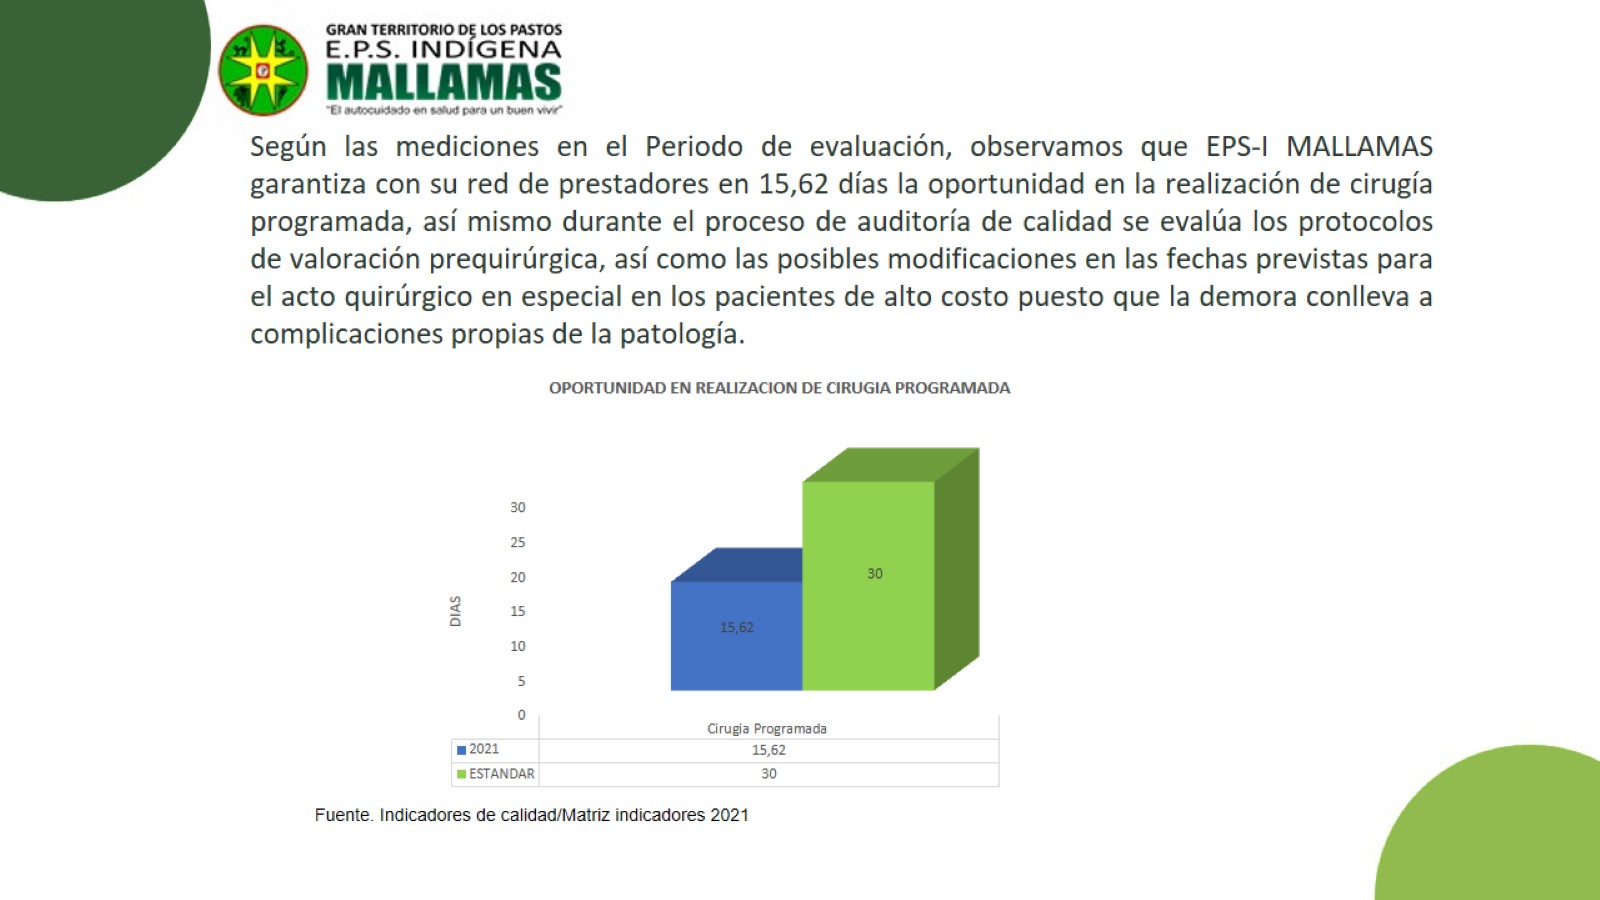 GRAN TERRITORIO DE LOS PASTOS
E.P.S. INDÍGENA
MALLAMAS
"El autocuidado en salud para un buen vivir"
Según las mediciones en el Periodo de evaluación, observamos que EPS-I MALLAMAS
garantiza con su red de prestadores en 15,62 días la oportunidad en la realización de cirugía
programada, así mismo durante el proceso de auditoría de calidad se evalúa los protocolos
de valoración prequirúrgica, así como las posibles modificaciones en las fechas previstas para
el acto quirúrgico en especial en los pacientes de alto costo puesto que la demora conlleva a
complicaciones propias de la patología.
OPORTUNIDAD EN REALIZACION DE CIRUGIA PROGRAMADA
30
25
20
15
10
5
0
DIAS
15,62
30
Cirugia Programada
2021 15,62
ESTANDAR 30
Fuente. Indicadores de calidad/Matriz indicadores 2021